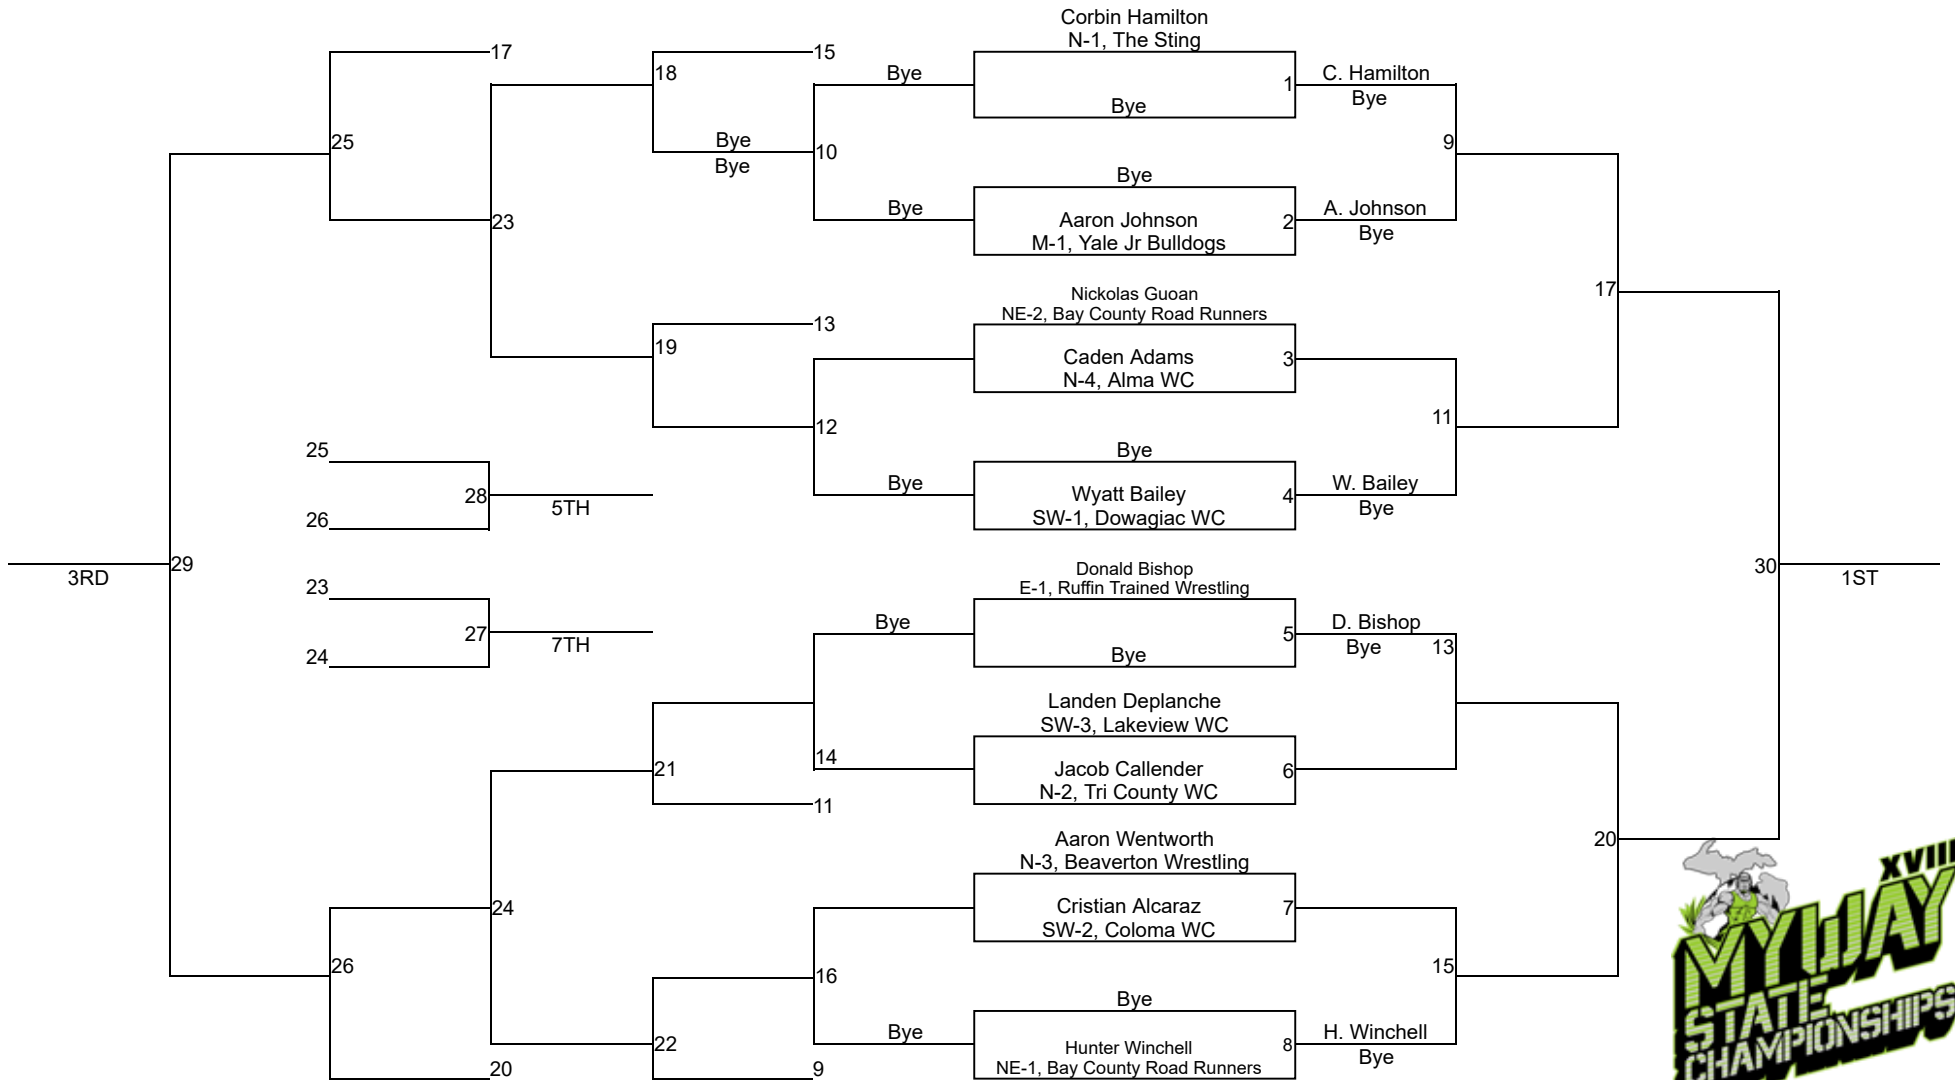 Corbin Hamilton
N-1, The Sting
17
15
18
Bye
1
C. Hamilton
Bye
Bye
25
Bye
Bye
10
9
Bye
23
Bye
Aaron Johnson
M-1, Yale Jr Bulldogs
2
A. Johnson
Bye
Nickolas Guoan
NE-2, Bay County Road Runners
17
13
19
Caden Adams
N-4, Alma WC
3
12
11
25
28
26
5TH
Bye
Bye
Wyatt Bailey
SW-1, Dowagiac WC
4
W. Bailey
Bye
3RD
29
30
1ST
23
27
24
7TH
Donald Bishop
E-1, Ruffin Trained Wrestling
Bye
Bye
5
D. Bishop
Bye
13
Landen Deplanche
SW-3, Lakeview WC
14
21
11
Jacob Callender
N-2, Tri County WC
6
20
Aaron Wentworth
N-3, Beaverton Wrestling
24
Cristian Alcaraz
SW-2, Coloma WC
7
26
16
15
Bye
Bye
Hunter Winchell
NE-1, Bay County Road Runners
8
H. Winchell
Bye
22
20
9
XVIII
MYWAY
STATE
CHAMPIONSHIPS